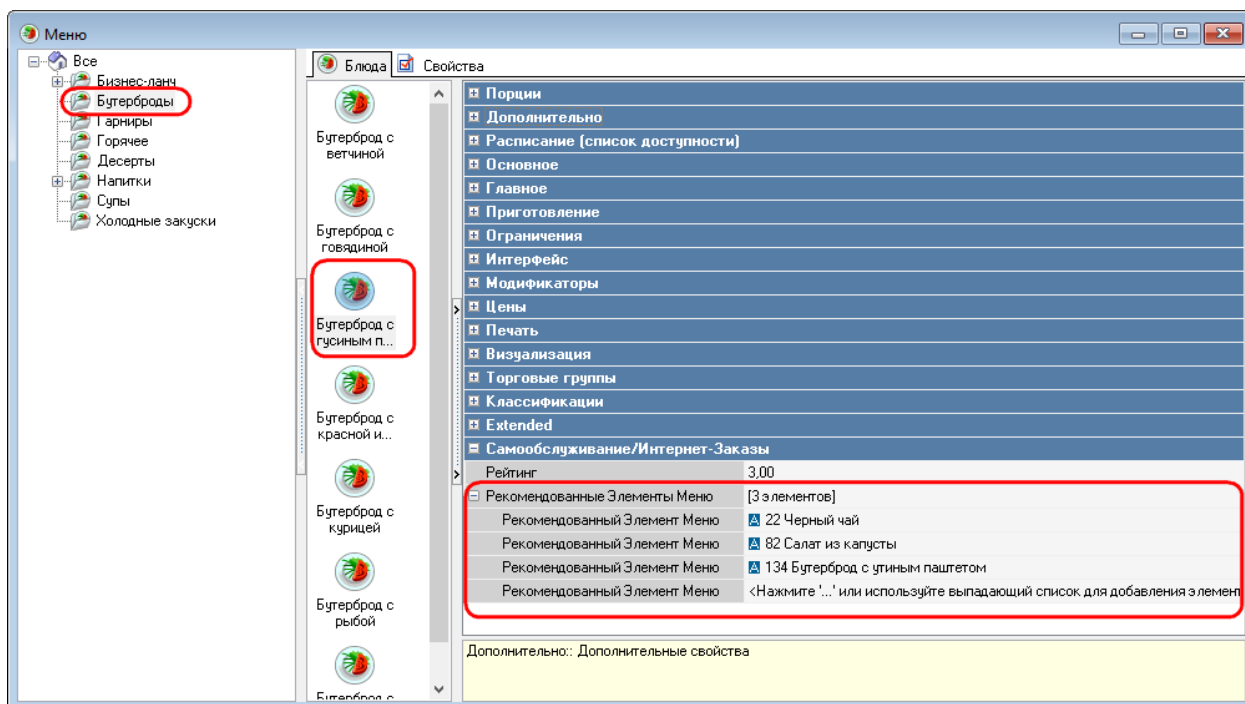 Меню
Все
Бизнес-ланч
Бутерброды
Гарниры
Горячее
Десерты
Напитки
Супы
Холодные закуски
Блюда Свойства
Бутерброд с
ветчиной
Бутерброд с
говядиной
Бутерброд с
гусиным п...
Бутерброд с
красной и...
Бутерброд с
курицей
Бутерброд с
рыбой
Бутерброд с
Порции
Дополнительно
Расписание (список доступности)
Основное
Главное
Приготовление
Ограничения
Интерфейс
Модификаторы
Цены
Печать
Визуализация
Торговые группы
Классификации
Extended
Самообслуживание/Интернет-Заказы
Рейтинг 3,00
Рекомендованные Элементы Меню [3 элементов]
Рекомендованный Элемент Меню A 22 Черный чай
Рекомендованный Элемент Меню A 82 Салат из капусты
Рекомендованный Элемент Меню A 134 Бутерброд с утиным паштетом
Рекомендованный Элемент Меню <Нажмите '...' или используйте выпадающий список для добавления элемент
Дополнительно:: Дополнительные свойства